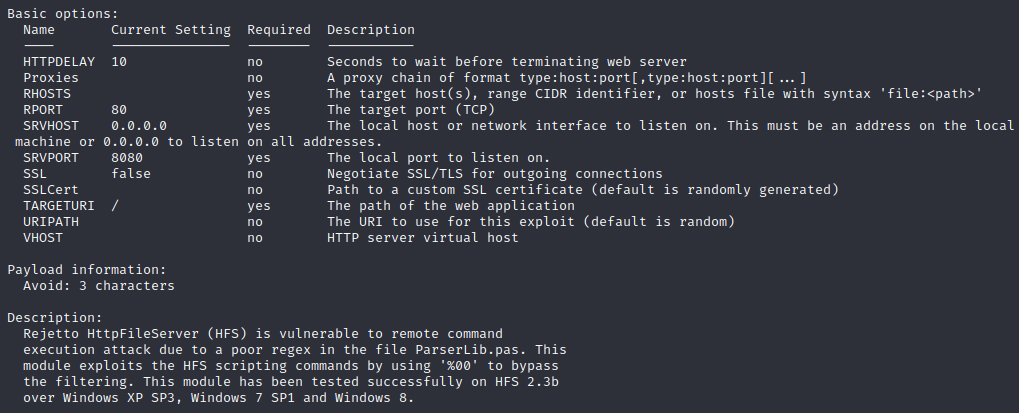 Basic options:
  Name       Current Setting  Required  Description
  ----       ---------------  --------  -----------
  HTTPDELAY  10               no        Seconds to wait before terminating web server
  Proxies                     no        A proxy chain of format type:host:port[,type:host:port][...]
  RHOSTS                      yes       The target host(s), range CIDR identifier, or hosts file with syntax 'file:<path>'
  RPORT      80               yes       The target port (TCP)
  SRVHOST    0.0.0.0          yes       The local host or network interface to listen on. This must be an address on the local
 machine or 0.0.0.0 to listen on all addresses.
  SRVPORT    8080             yes       The local port to listen on.
  SSL        false            no        Negotiate SSL/TLS for outgoing connections
  SSLCert                     no        Path to a custom SSL certificate (default is randomly generated)
  TARGETURI  /                yes       The path of the web application
  URIPATH                     no        The URI to use for this exploit (default is random)
  VHOST                       no        HTTP server virtual host

Payload information:
  Avoid: 3 characters

Description:
  Rejetto HttpFileServer (HFS) is vulnerable to remote command
  execution attack due to a poor regex in the file ParserLib.pas. This
  module exploits the HFS scripting commands by using '%00' to bypass
  the filtering. This module has been tested successfully on HFS 2.3b
  over Windows XP SP3, Windows 7 SP1 and Windows 8.